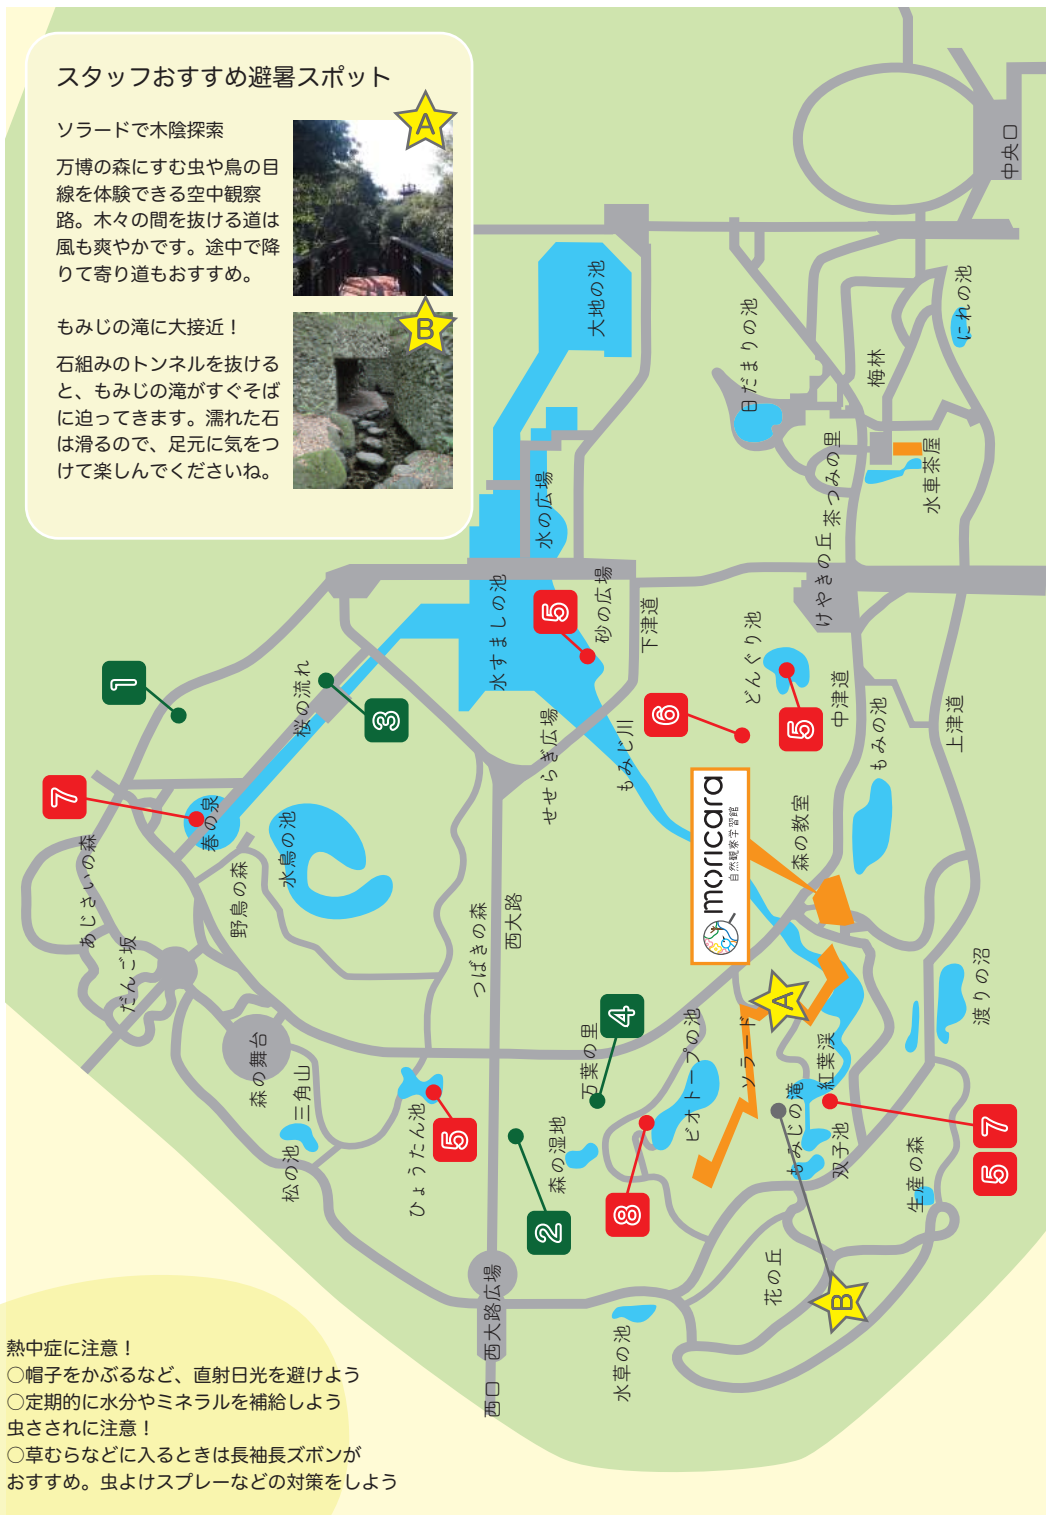 スタッフおすすめ避暑スポット
ソラードで木陰探索
万博の森にすむ虫や鳥の目
線を体験できる空中観察
路。木々の間を抜ける道は
風も爽やかです。途中で降
りて寄り道もおすすめ。
A
もみじの滝に大接近！
石組みのトンネルを抜ける
と、もみじの滝がすぐそば
に迫ってきます。濡れた石
は滑るので、足元に気をつ
けて楽しんでくださいね。
B
中央口
大地の池
日だまりの池
にれの池
梅林
水車茶屋
茶つみの里
水の広場
けやきの丘
水すましの池
砂の広場
下津道
5
1
桜の流れ
3
どんぐり池
5
6
中津道
もみの池
上津道
せせらぎ広場
もみじ川
7
春の泉
あじさいの森
水鳥の池
野鳥の森
moricara
自然観察学習館
森の教室
つばきの森
西大路
だんご坂
渡りの沼
A
4
万葉の里
ビオトープの池
ソラード
紅葉渓
森の舞台
三角山
松の池
ひょうたん池
5
森の湿地
2
8
もみじの滝
双子池
7
5
生産の森
花の丘
B
西大路広場
西口
水草の池
熱中症に注意！
○帽子をかぶるなど、直射日光を避けよう
○定期的に水分やミネラルを補給しよう
虫さされに注意！
○草むらなどに入るときは長袖長ズボンが
おすすめ。虫よけスプレーなどの対策をしよう